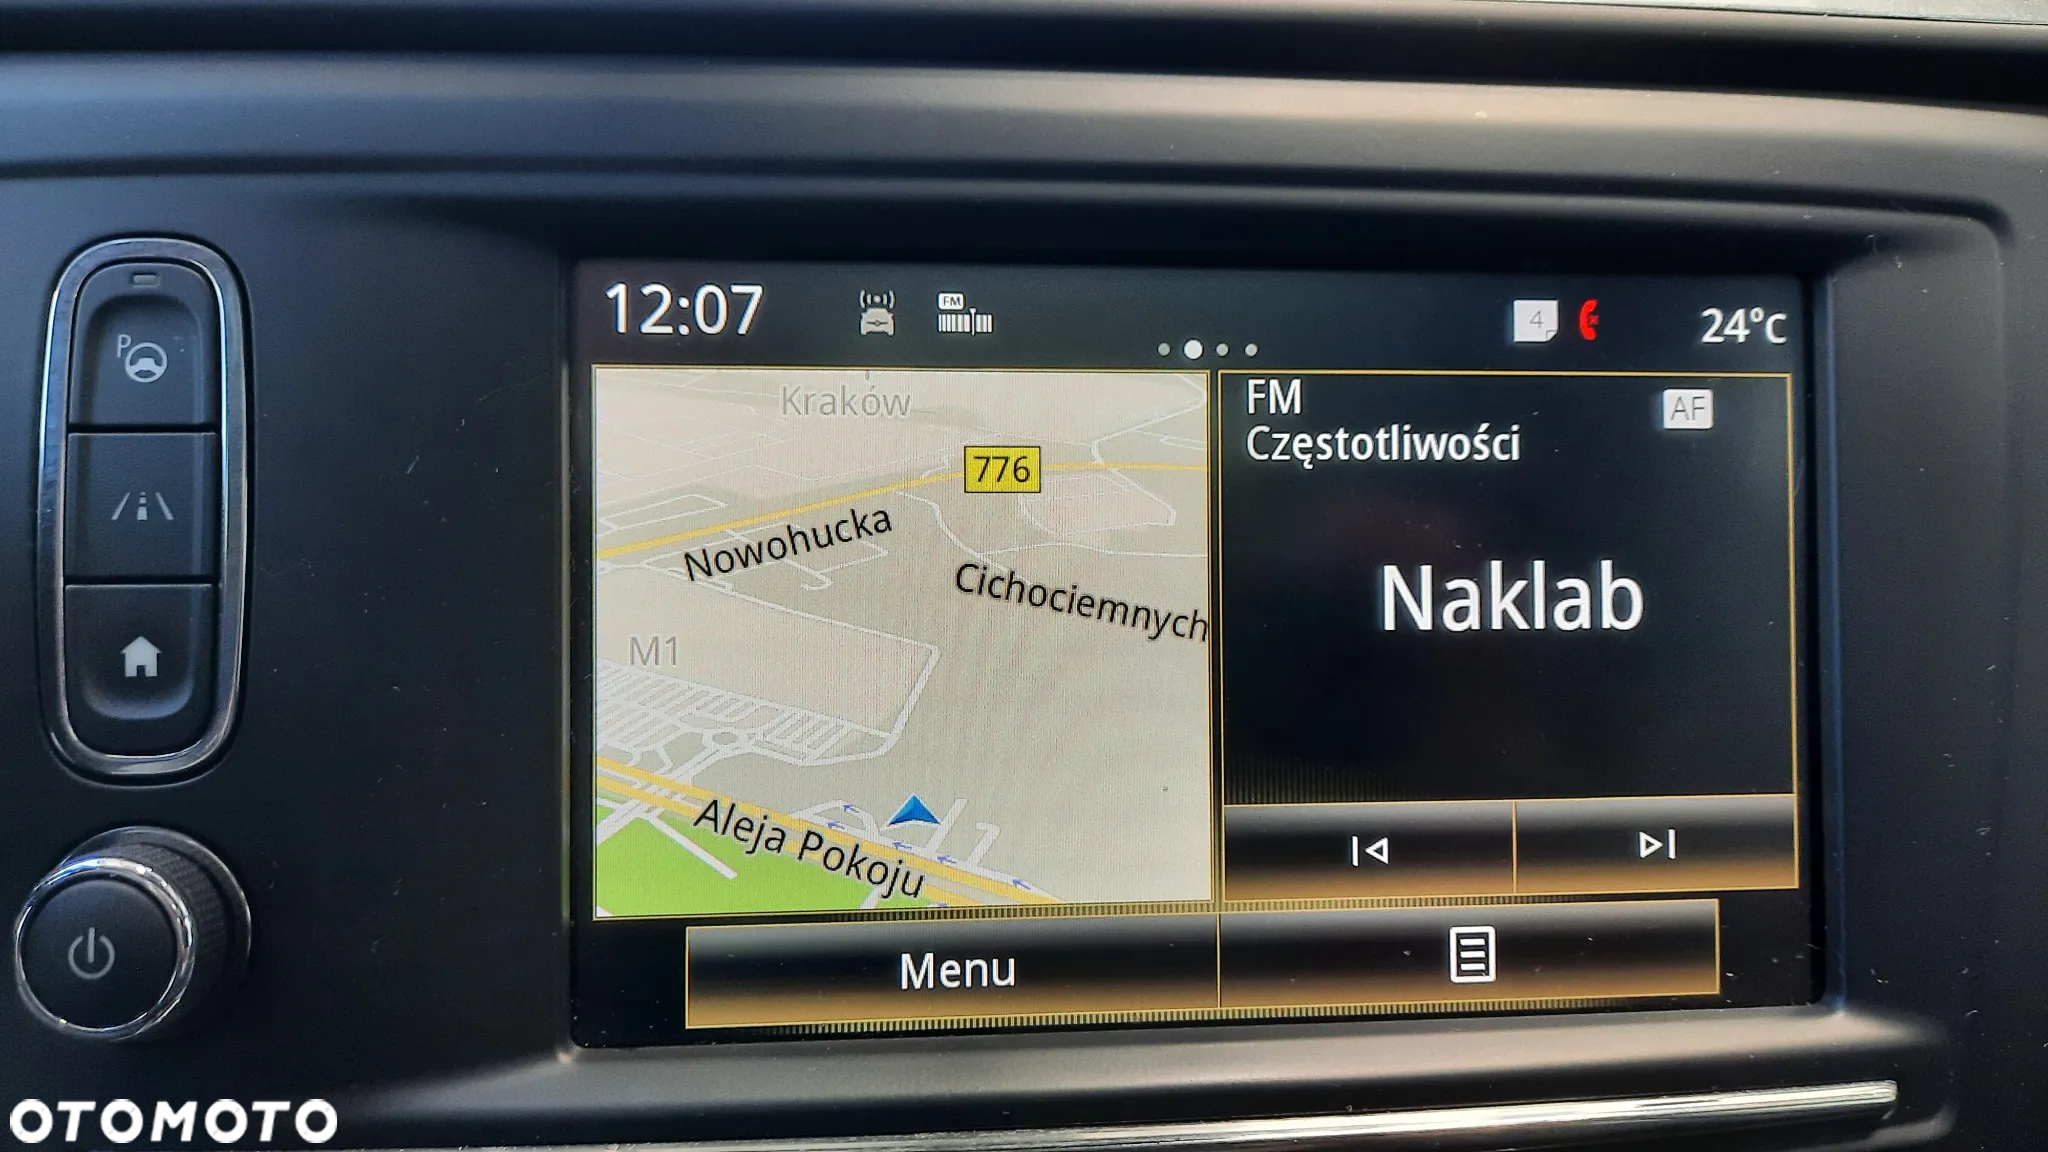 12:07
FM
4
24°C
P
Kraków
776
Nowohucka
Cichociemnych
M1
Aleja Pokoju
FM
AF
Częstotliwości
Naklab
Menu
OTOMOTO